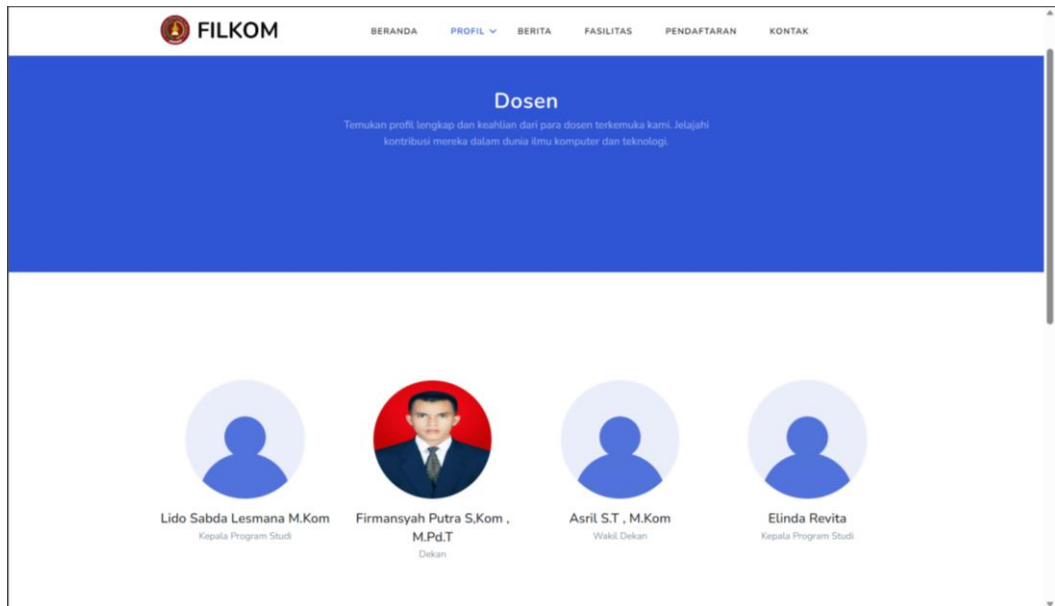 FILKOM
BERANDA PROFIL BERITA FASILITAS PENDAFTARAN KONTAK
Dosen
Temukan profil lengkap dan keahlian dari para dosen terkemuka kami. Jelajahi
kontribusi mereka dalam dunia ilmu komputer dan teknologi.
Lido Sabda Lesmana M.Kom
Kepala Program Studi
Firmansyah Putra S,Kom ,
M.Pd.T
Dekan
Asril S.T , M.Kom
Wakil Dekan
Elinda Revita
Kepala Program Studi